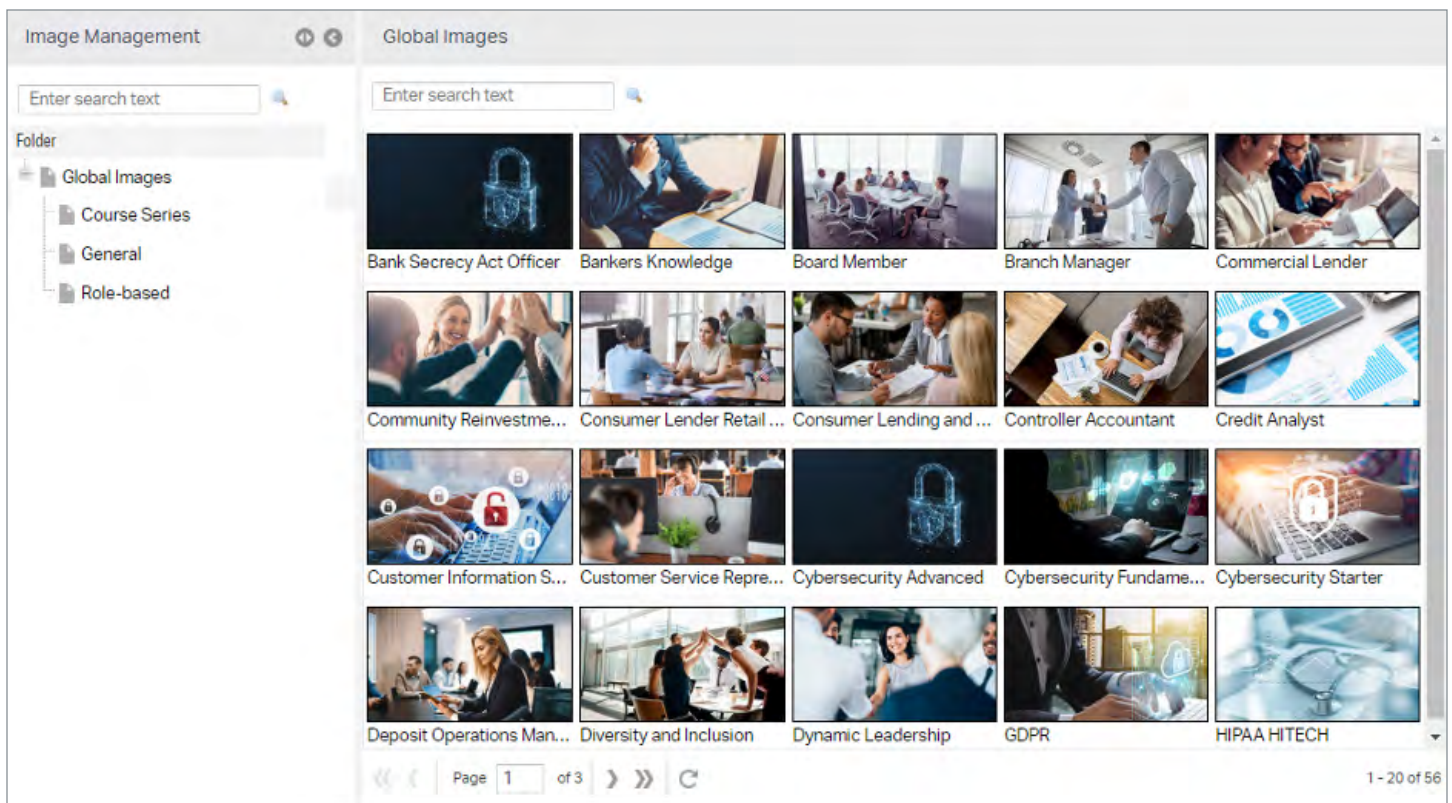 Image Management
Global Images
Enter search text
Enter search text
Folder
Global Images
Course Series
General
Role-based
Bank Secrecy Act Officer
Bankers Knowledge
Board Member
Branch Manager
Commercial Lender
Community Reinvestme...
Consumer Lender Retail ...
Consumer Lending and ...
Controller Accountant
Credit Analyst
Customer Information S...
Customer Service Repre...
Cybersecurity Advanced
Cybersecurity Fundame...
Cybersecurity Starter
Deposit Operations Man...
Diversity and Inclusion
Dynamic Leadership
GDPR
HIPAA HITECH
Page 1 of 3
1 - 20 of 56